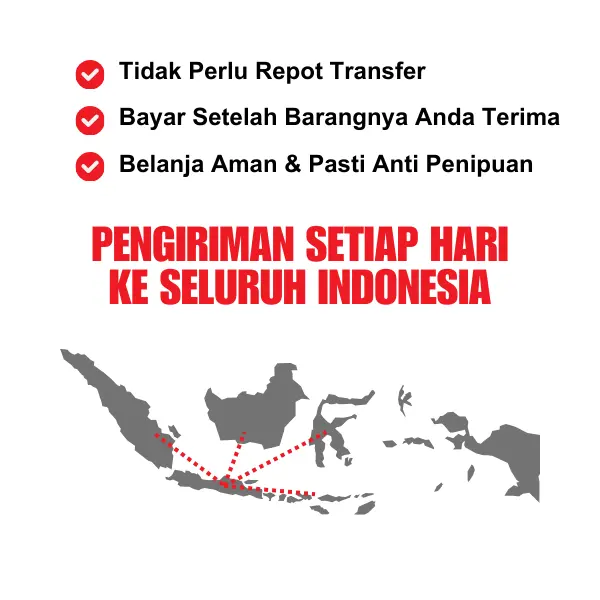 Tidak Perlu Repot Transfer
Bayar Setelah Barangnya Anda Terima
Belanja Aman & Pasti Anti Penipuan
PENGIRIMAN SETIAP HARI
KE SELURUH INDONESIA